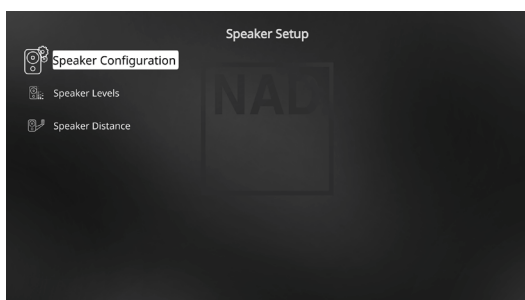 Speaker Setup
Speaker Configuration
Speaker Levels
Speaker Distance
NAD